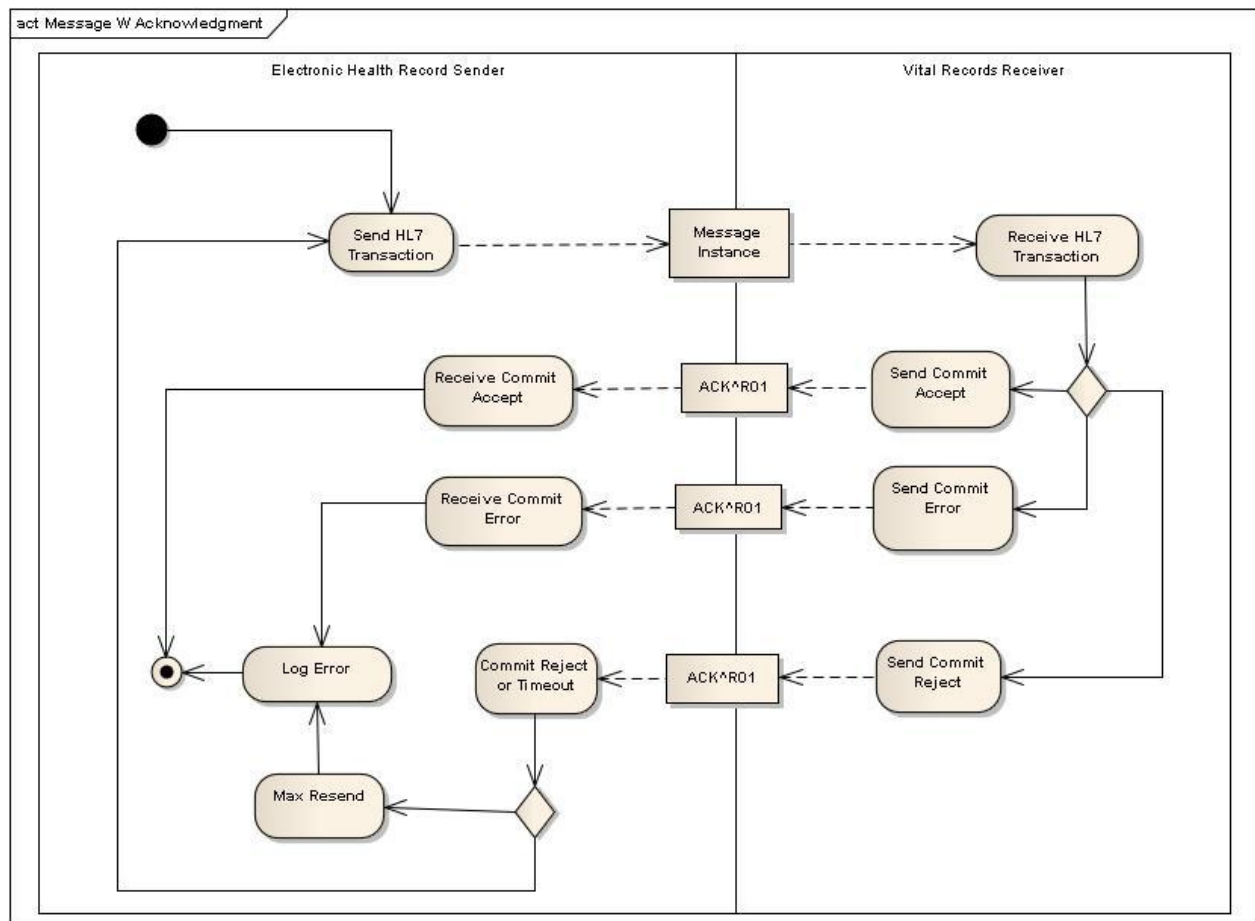 act Message W Acknowledgment
Electronic Health Record Sender
Vital Records Receiver
Send HL7
Transaction
Message
Instance
Receive HL7
Transaction
Receive Commit
Accept
ACK^R01
Send Commit
Accept
Receive Commit
Error
ACK^R01
Send Commit
Error
Log Error
Commit Reject
or Timeout
ACK^R01
Send Commit
Reject
Max Resend